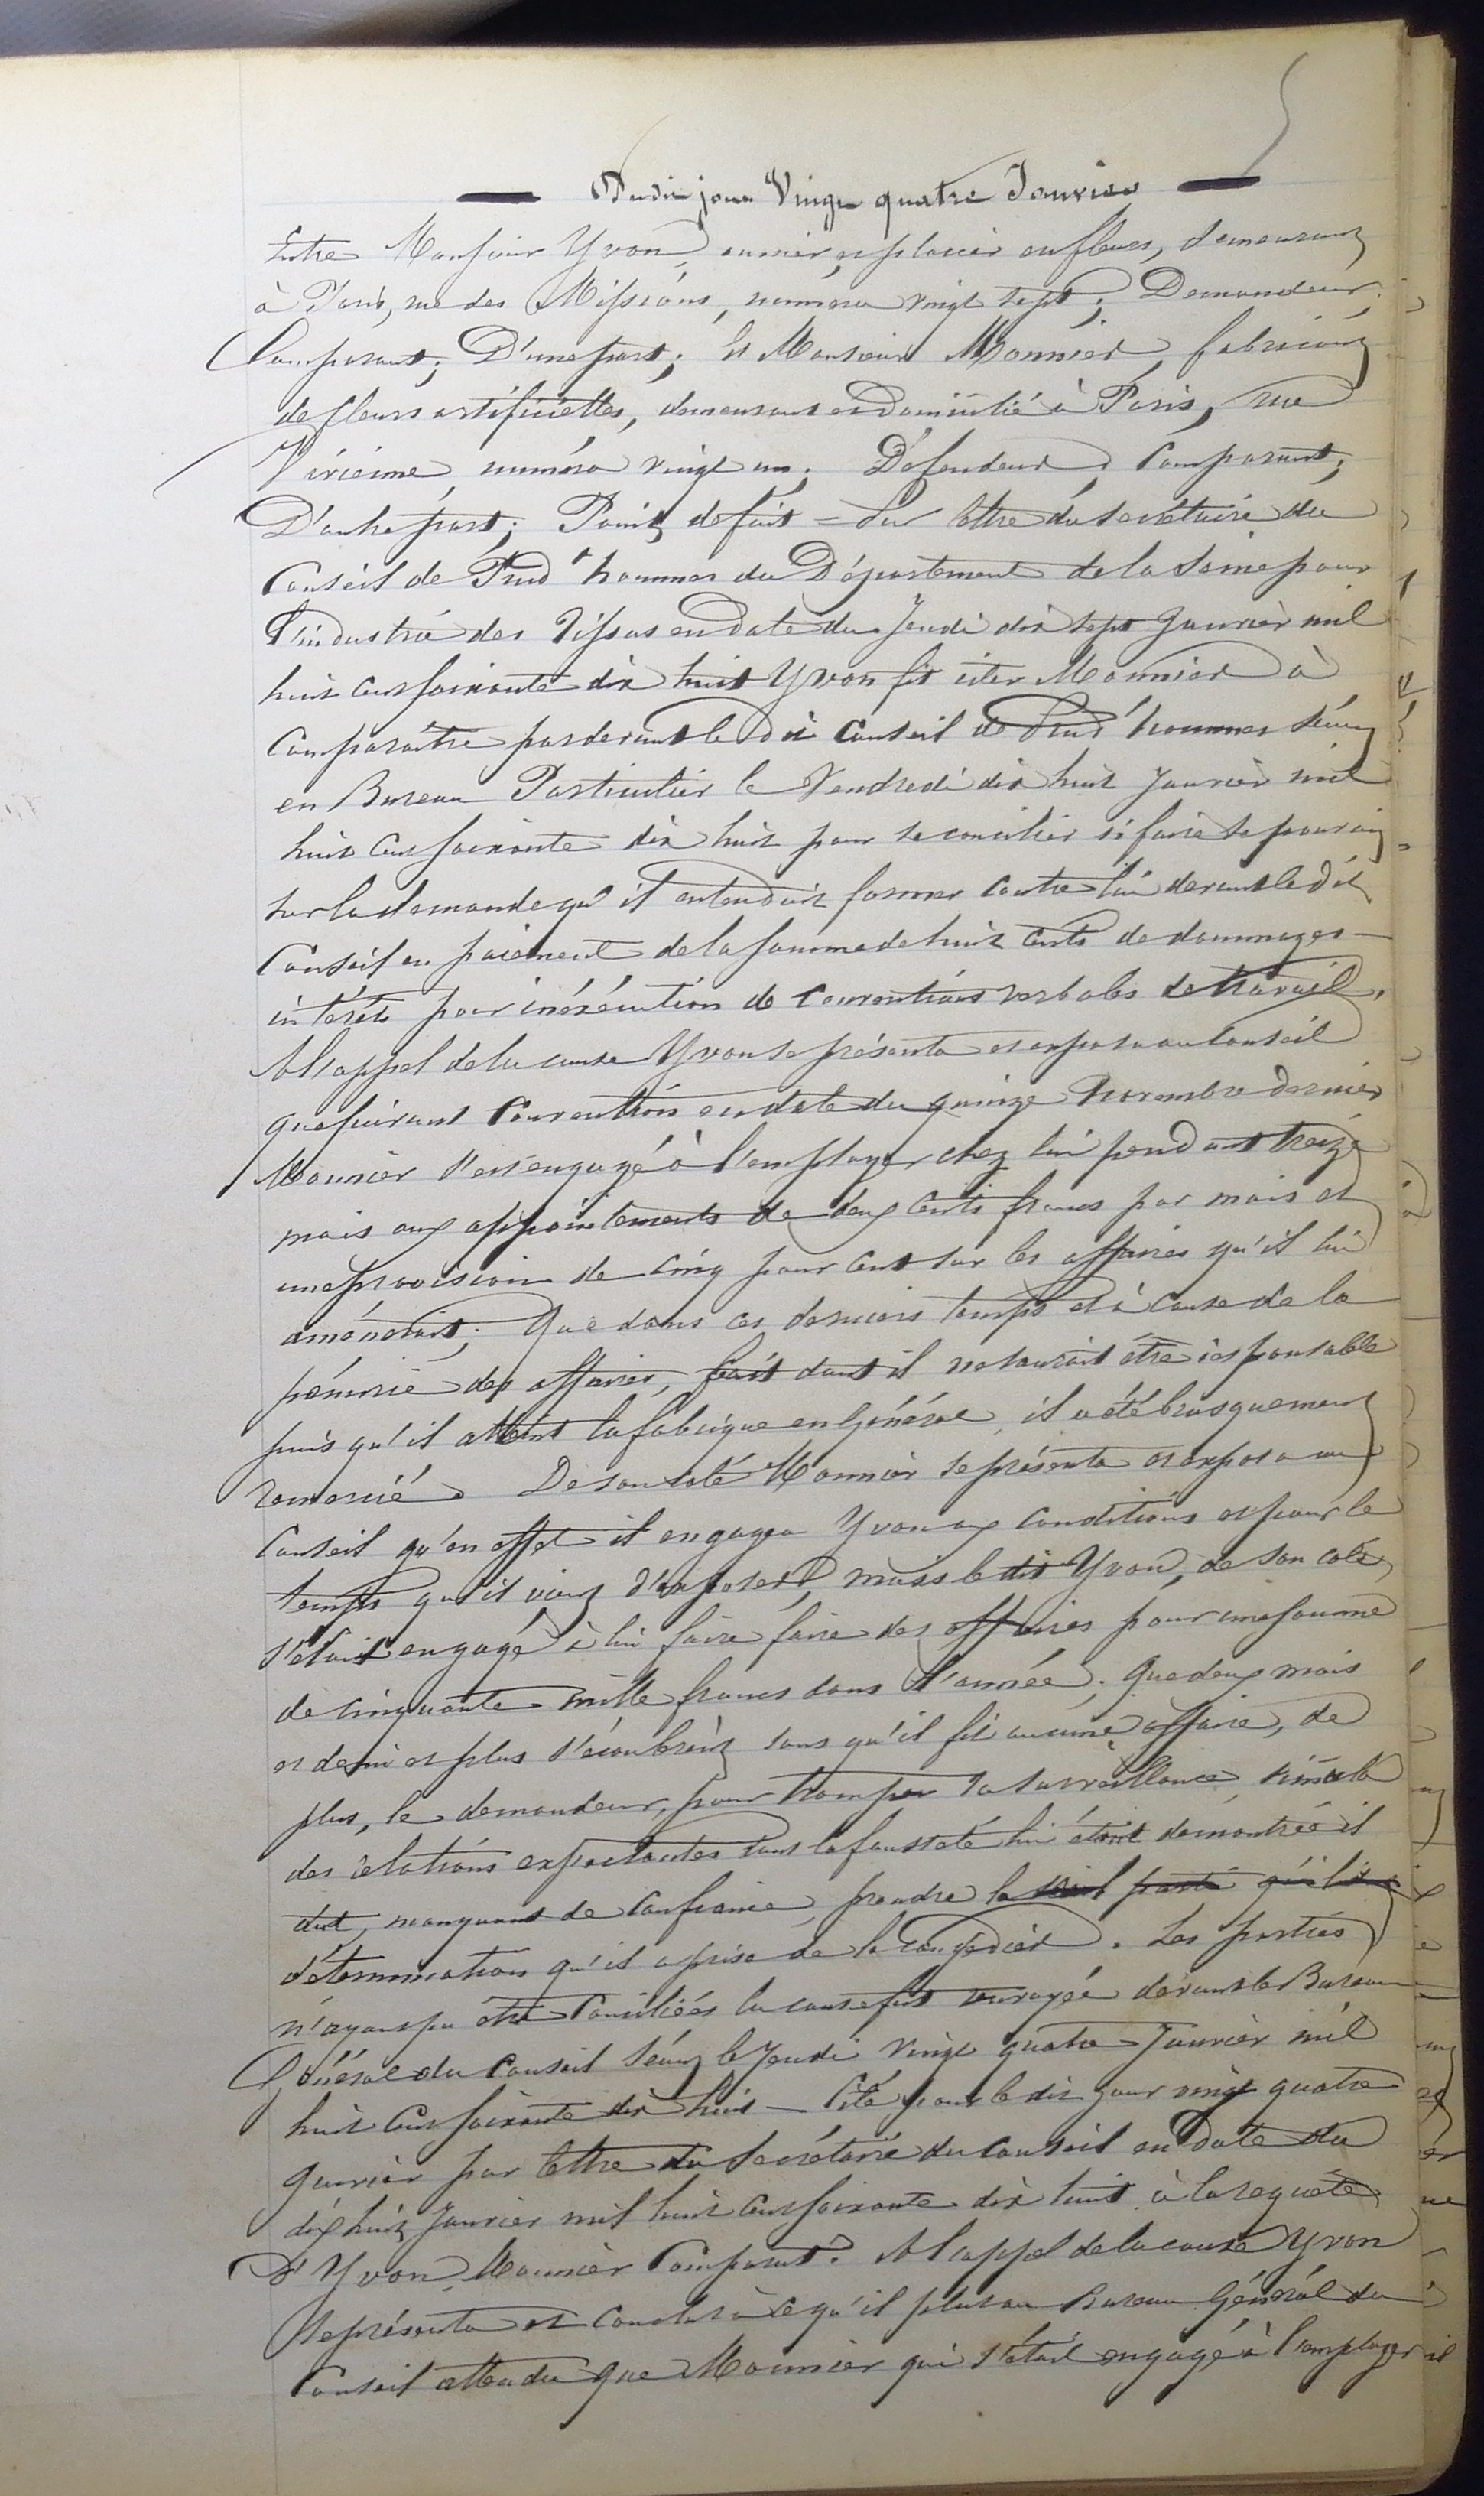 Dudit jour Vingt quatre Janvier
Entre Monsieur Yvon, ouvrier, et placier en fleurs, demeurant
à Paris, rue des Missions, numéro vingt sept; Demandeur;
Comparant; D'une part; Et Monsieur Monnier, fabricant
de fleurs artificielles, demeurant et domicilié à Paris, rue
Vivienne, numéro vingt un; Défendeur; Comparant;
D'autre part; Point de fait = Par lettre du secrétaire du
Conseil de Prud'hommes du Département de la Seine pour
l'industrie des Tissus en date du Jeudi dix sept Janvier mil
huit cent soixante dix huit Yvon fit citer Monnier à
comparaître par devant le dit Conseil de Prud'hommes séant
en Bureau Particulier le Vendredi dix huit Janvier mil
huit cent soixante dix huit pour se concilier si faire se pouvait
sur la demande qu'il entendait former contre lui devant le dit
Conseil en paiement de la somme de huit cents de dommages-
intérêts pour inéxécution de conventions verbales de travail.
A l'appel de la cause Yvon se présenta et exposa au Conseil
que suivant Convention en date du quinze Novembre dernier
Monnier s'est engagé à l'employer chez lui pendant treize
mois aux appointements de deux cents francs par mois et
une provision de cinq pour cent sur les affaires qu'il lui
aménerait; Que dans ces derniers temps et à cause de la
pénurie des affaires, fait dont il ne saurait être responsable
puis qu'il atteint la fabrique en Général, il a été brusquement
remercié. De son coté Monnier se présenta et exposa au
Conseil qu'en effet il engagea Yvon aux conditions et pour le
temps qu'il vient d'exposer, mais le dit Yvon, de son coté,
s'était engagé à lui faire faire des affaires pour une somme
de cinquante mille francs dans l'année; que deux mois
et demi et plus s'écoulèrent sans qu'il fit aucune affaire, de
plus, le demandeur, pour tromper sa surveillance, simula
des relations dont la fausseté lui étant démontrée il
dut, manquant de confiance, prendre la seul parti qu'il
détermination qu'il a prise de le congédier. Les parties
n'ayant pu être Conciliées la cause fut renvoyée devant le Bureau
Général du Conseil séant le Jeudi Vingt quatre Janvier mil
huit cent soixante dix huit – Cité pour le dit jour vingt quatre
Janvier par lettre du Secrétaire du Conseil en date du
dix huit Janvier mil huit cent soixante dix huit à la requête
d'Yvon Monnier Comparut. A l'appel de la cause Yvon
se présenta et conclut à ce qu'il plut au Bureau Général du
Conseil attendu que Monnier qui s'était engagé à l'employer